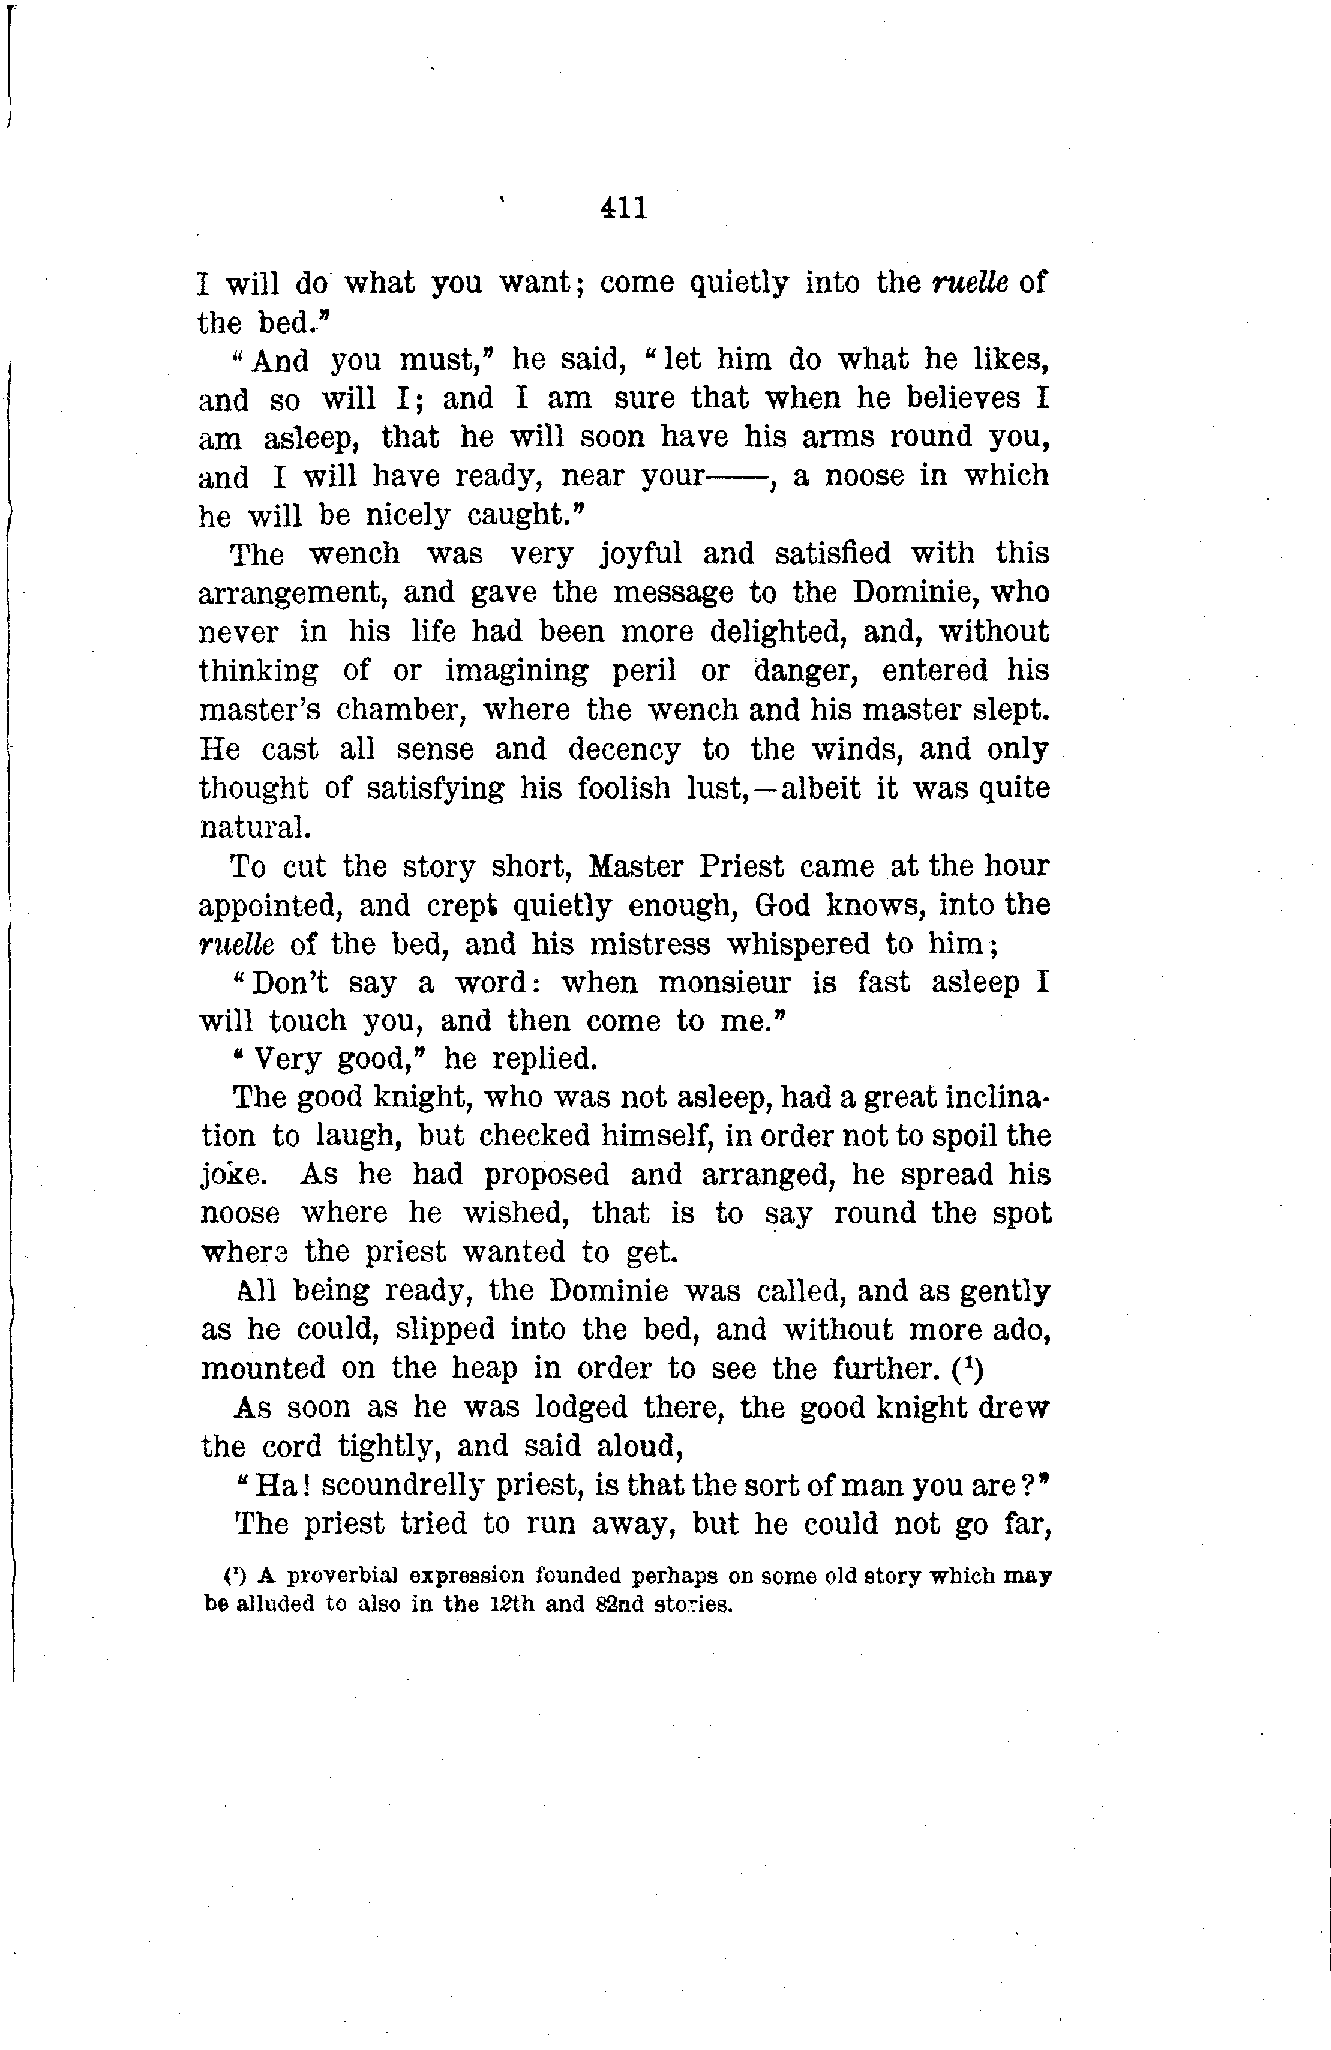 411
I will do what you want; come quietly into the ruelle of
the bed."
"And you must," he said, "let him do what he likes,
and so will I; and I am sure that when he believes I
am asleep, that he will soon have his arms round you,
and I will have ready, near your——, a noose in which
he will be nicely caught."
The wench was very joyful and satisfied with this
arrangement, and gave the message to the Dominie, who
never in his life had been more delighted, and, without
thinking of or imagining peril or danger, entered his
master's chamber, where the wench and his master slept.
He cast all sense and decency to the winds, and only
thought of satisfying his foolish lust,—albeit it was quite
natural.
To cut the story short, Master Priest came at the hour
appointed, and crept quietly enough, God knows, into the
ruelle of the bed, and his mistress whispered to him;
"Don't say a word: when monsieur is fast asleep I
will touch you, and then come to me."
"Very good," he replied.
The good knight, who was not asleep, had a great inclina-
tion to laugh, but checked himself, in order not to spoil the
joke. As he had proposed and arranged, he spread his
noose where he wished, that is to say round the spot
where the priest wanted to get.
All being ready, the Dominie was called, and as gently
as he could, slipped into the bed, and without more ado,
mounted on the heap in order to see the further. (¹)
As soon as he was lodged there, the good knight drew
the cord tightly, and said aloud,
"Ha! scoundrelly priest, is that the sort of man you are?"
The priest tried to run away, but he could not go far,
(¹) A proverbial expression founded perhaps on some old story which may
be alluded to also in the 12th and 82nd stories.